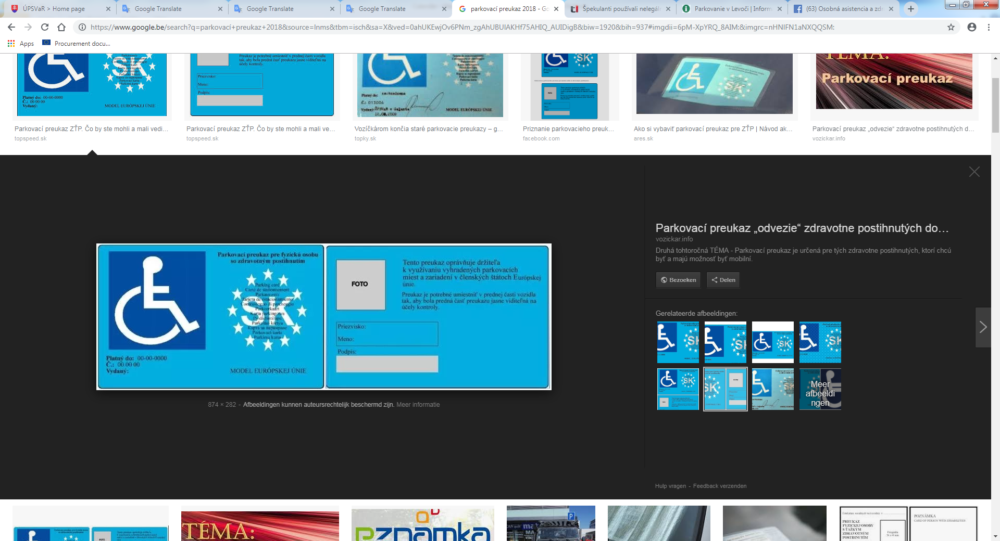 ÚPSVaR > Home page
Google Translate
Google Translate
Google Translate
parkovací preukaz 2018 - Go
Špekulanti používali nelegál
Parkovanie v Levoči | Inform
(63) Osobná asistencia a zdr
https://www.google.be/search?q=parkovací+preukaz+2018&source=lnms&tbm=isch&sa=X&ved=0ahUKEwjOv6PNm_zgAhUBUlAKHf75AHIQ_AUIDigB&biw=1920&bih=937#imgdii=6pM-XpYRQ_8AIM:&imgrc=nHNIFN1aNXQQSM:
Apps
Procurement docu...
Platný do: 00-00-0000
Č.: 00 00 00
Vydaný:
MODEL EURÓPSKEJ ÚNIE
Preukaz je potrebné umiestniť v prednej časti vozidla
tak, aby bola predná časť preukazu jasne viditeľná na
účely kontroly.
Priezvisko:
Meno:
Podpis:
Platný do:
Č.: 013026
MODEL EURÓPSKEJ ÚNIE
SK
FOTO
TÉMA:
Parkovací preukaz
Parkovací preukaz ZŤP. Čo by ste mohli a mali vedi...
topspeed.sk
Parkovací preukaz ZŤP. Čo by ste mohli a mali ve...
topspeed.sk
Vozíčkárom končia staré parkovacie preukazy – g...
topky.sk
Priznanie parkovacieho preuk...
facebook.com
Ako si vybaviť parkovací preukaz pre ZŤP | Návod ak...
ares.sk
Parkovací preukaz „odvezie“ zdravotne postihnutých d...
vozickar.info
Parkovací preukaz pre fyzickú osobu
so zdravotným postihnutím
Parking card
Carte de stationnement
Parkausweis
Tarjeta de estacionamiento
Contrassegno di parcheggio
Parkeerkaart
Karta parkingowa
Pysäköintilupa
Parkolási kártya
Parkovací karta
Parkirna karta
SK
Platný do: 00-00-0000
Č.: 00 00 00
Vydaný:
MODEL EURÓPSKEJ ÚNIE
FOTO
Tento preukaz oprávňuje držiteľa
k využívaniu vyhradených parkovacích
miest a zariadení v členských štátoch Európskej
únie.
Preukaz je potrebné umiestniť v prednej časti vozidla
tak, aby bola predná časť preukazu jasne viditeľná na
účely kontroly.
Priezvisko:
Meno:
Podpis:
874 × 282 - Afbeeldingen kunnen auteursrechtelijk beschermd zijn. Meer informatie
Parkovací preukaz „odvezie“ zdravotne postihnutých do...
vozickar.info
Druhá tohtoročná TÉMA - Parkovací preukaz je určená pre tých zdravotne postihnutých, ktorí chcú
byť a majú možnosť byť mobilní.
Bezoeken
Delen
Gerelateerde afbeeldingen:
Meer
afbeeldi
ngen
Hulp vragen - Feedback verzenden
TÉMA:
eznamka
P
PREUKAZ
FYZICKEJ OSOBY
S ŤAŽKÝM
ZDRAVOTNÝM
POSTIHNUTÍM
Fotografia
POZNÁMKA
CARD OF PERSON WITH DISABILITIES